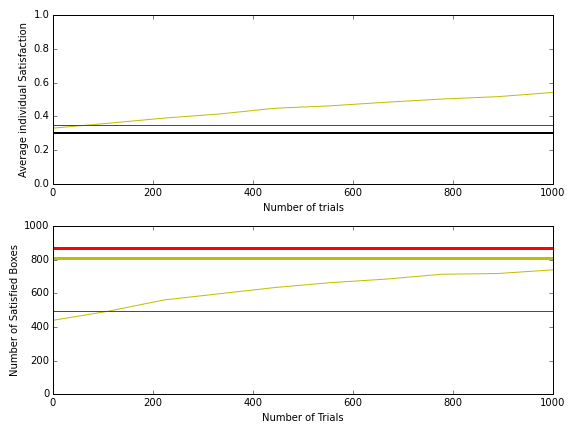 Average individual Satisfaction
1.0
0.8
0.6
0.4
0.2
0.0
0 200 400 600 800 1000
Number of trials
Number of Satisfied Boxes
1000
800
600
400
200
0
0 200 400 600 800 1000
Number of Trials